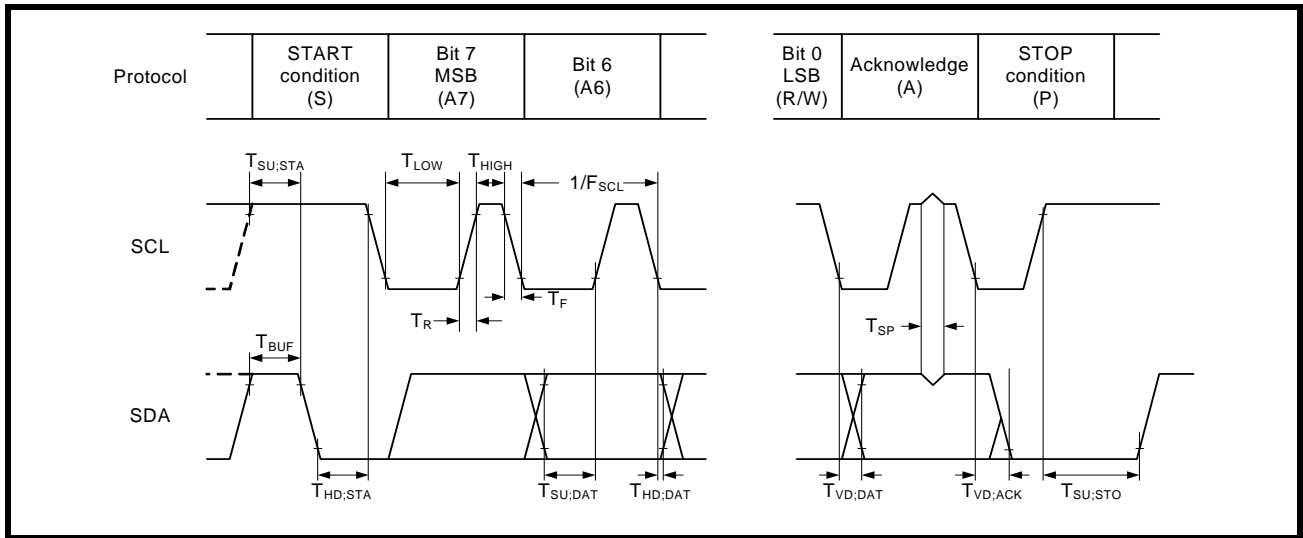 Protocol
START
condition
(S)
Bit 7
MSB
(A7)
Bit 6
(A6)
Bit 0
LSB
(R/W)
Acknowledge
(A)
STOP
condition
(P)
TSU;STA
TLOW
THIGH
1/FSCL
SCL
TF
TR
TSP
TBUF
SDA
THD;STA
TSU;DAT
THD;DAT
TVD;DAT
TVD;ACK
TSU;STO